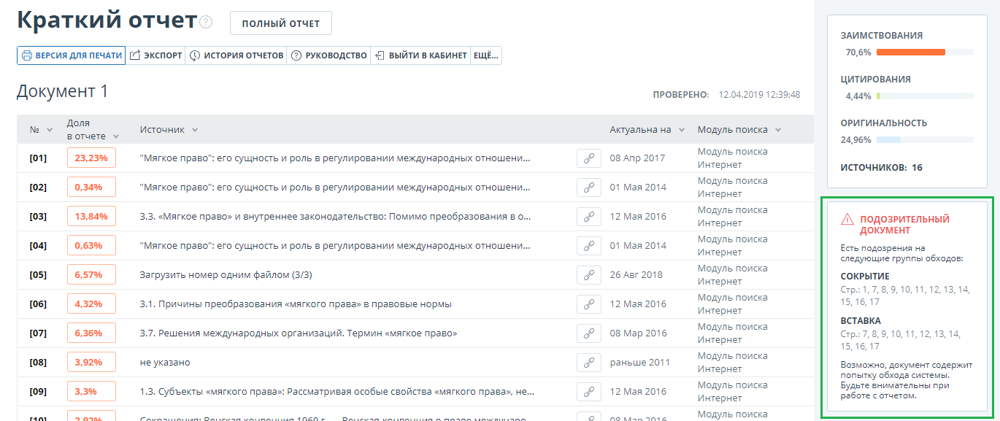 Краткий отчет
ПОЛНЫЙ ОТЧЕТ
ВЕРСИЯ ДЛЯ ПЕЧАТИ ЭКСПОРТ ИСТОРИЯ ОТЧЕТОВ РУКОВОДСТВО ВЫЙТИ В КАБИНЕТ ЕЩЁ...
Документ 1
ПРОВЕРЕНО: 12.04.2019 12:39:48
№ Доля в отчете Источник Актуальна на Модуль поиска
[01] 23,23% "Мягкое право": его сущность и роль в регулировании международных отношени... 08 Апр 2017 Модуль поиска Интернет
[02] 0,34% "Мягкое право": его сущность и роль в регулировании международных отношени... 01 Мая 2014 Модуль поиска Интернет
[03] 13,84% 3.3. «Мягкое право» и внутреннее законодательство: Помимо преобразования в о... 12 Мая 2016 Модуль поиска Интернет
[04] 0,63% "Мягкое право": его сущность и роль в регулировании международных отношени... 01 Мая 2014 Модуль поиска Интернет
[05] 6,57% Загрузить номер одним файлом (3/3) 26 Авг 2018 Модуль поиска Интернет
[06] 4,32% 3.1. Причины преобразования «мягкого права» в правовые нормы 12 Мая 2016 Модуль поиска Интернет
[07] 6,36% 3.7. Решения международных организаций. Термин «мягкое право» 08 Мар 2016 Модуль поиска Интернет
[08] 3,92% не указано раньше 2011 Модуль поиска Интернет
[09] 3,3% 1.3. Субъекты «мягкого права»: Рассматривая особые свойства «мягкого права», не... 12 Мая 2016 Модуль поиска Интернет
[10] 2,92% Сокращения: Венская конвенция 1969 г. Венская конвенция о праве междунаро... 08 Мар 2016 Модуль поиска
ЗАИМСТВОВАНИЯ
70,6%
ЦИТИРОВАНИЯ
4,44%
ОРИГИНАЛЬНОСТЬ
24,96%
ИСТОЧНИКОВ: 16
ПОДОЗРИТЕЛЬНЫЙ
ДОКУМЕНТ
Есть подозрения на
следующие группы обходов:
СОКРЫТИЕ
Стр.: 1, 7, 8, 9, 10, 11, 12, 13, 14,
15, 16, 17
ВСТАВКА
Стр.: 7, 8, 9, 10, 11, 12, 13, 14,
15, 16, 17
Возможно, документ содержит
попытку обхода системы.
Будьте внимательны при
работе с отчетом.